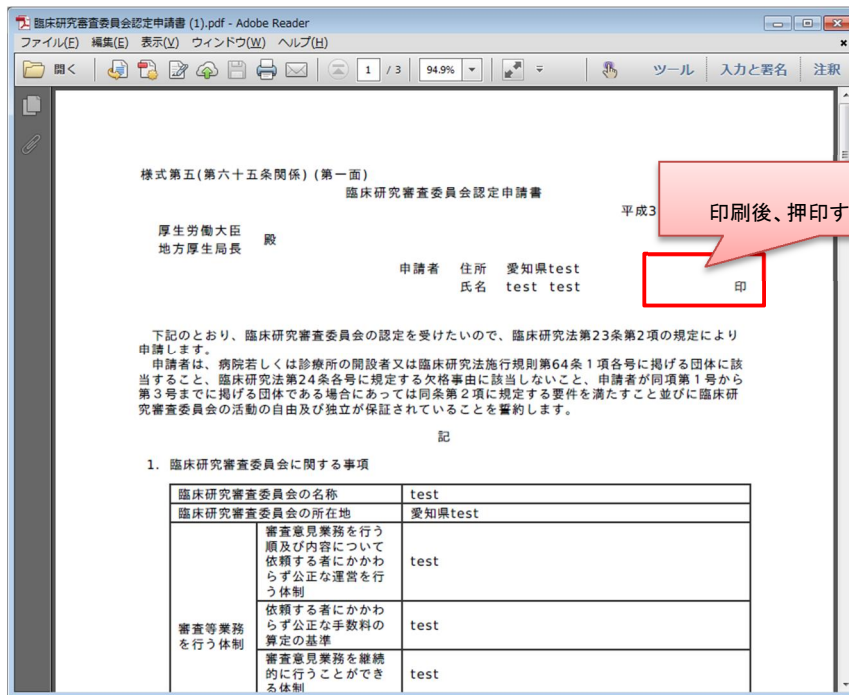 臨床研究審査委員会認定申請書 (1).pdf - Adobe Reader
ファイル(F) 編集(E) 表示(V) ウィンドウ(W) ヘルプ(H)
開く 1 / 3 94.9% ツール 入力と署名 注釈
様式第五(第六十五条関係) (第一面)
臨床研究審査委員会認定申請書
平成3
印刷後、押印す
厚生労働大臣
地方厚生局長
殿
申請者 住所 愛知県test
氏名 test test 印
下記のとおり、臨床研究審査委員会の認定を受けたいので、臨床研究法第23条第2項の規定により
申請します。
申請者は、病院若しくは診療所の開設者又は臨床研究法施行規則第64条1項各号に掲げる団体に該
当すること、臨床研究法第24条各号に規定する欠格事由に該当しないこと、申請者が同項第1号から
第3号までに掲げる団体である場合にあっては同条第2項に規定する要件を満たすこと並びに臨床研
究審査委員会の活動の自由及び独立が保証されていることを誓約します。
記
1. 臨床研究審査委員会に関する事項
臨床研究審査委員会の名称 test
臨床研究審査委員会の所在地 愛知県test
審査等業務
を行う体制
審査意見業務を行う
順及び内容について
依頼する者にかかわ
らず公正な運営を行
う体制
test
依頼する者にかかわ
らず公正な手数料の
算定の基準
test
審査意見業務を継続
的に行うことができ
る体制
test